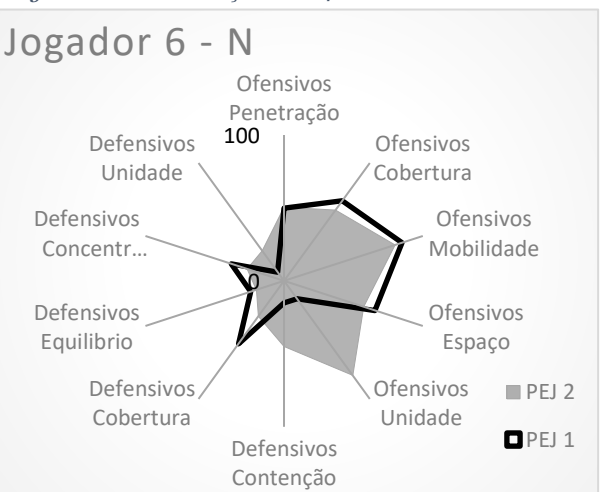 Jogador 6 - N
Ofensivos
Penetração
100
Ofensivos
Cobertura
Ofensivos
Mobilidade
Ofensivos
Espaço
Ofensivos
Unidade
Defensivos
Contenção
Defensivos
Cobertura
Defensivos
Equilibrio
Defensivos
Concentr...
Defensivos
Unidade
0
PEJ 2
PEJ 1